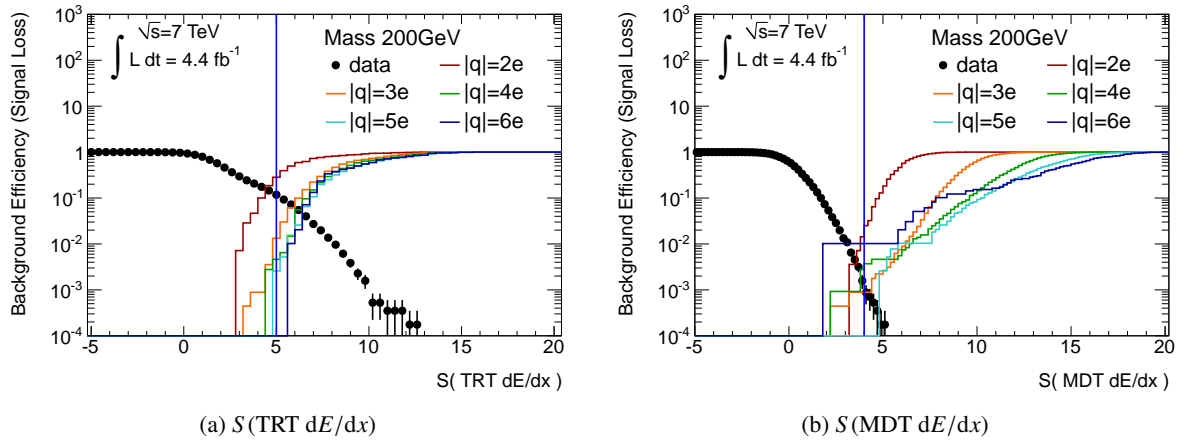 Background Efficiency (Signal Loss)
10³
10²
10
1
10⁻¹
10⁻²
10⁻³
10⁻⁴
√s=7 TeV
∫ L dt = 4.4 fb⁻¹
Mass 200GeV
data |q|=2e
|q|=3e |q|=4e
|q|=5e |q|=6e
-5 0 5 10 15 20
S( TRT dE/dx )
(a) S(TRT dE/dx)
Background Efficiency (Signal Loss)
10³
10²
10
1
10⁻¹
10⁻²
10⁻³
10⁻⁴
√s=7 TeV
∫ L dt = 4.4 fb⁻¹
Mass 200GeV
data |q|=2e
|q|=3e |q|=4e
|q|=5e |q|=6e
-5 0 5 10 15 20
S( MDT dE/dx )
(b) S(MDT dE/dx)